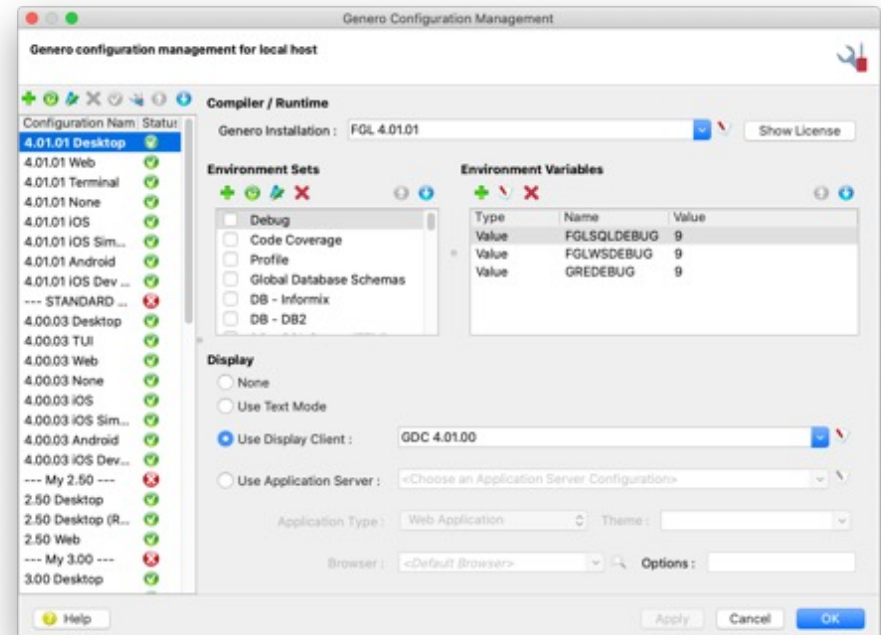 Genero Configuration Management
Genero configuration management for local host
Configuration Nam Status
4.01.01 Desktop
4.01.01 Web
4.01.01 Terminal
4.01.01 None
4.01.01 iOS
4.01.01 iOS Sim...
4.01.01 Android
4.01.01 iOS Dev ...
--- STANDARD ...
4.00.03 Desktop
4.00.03 TUI
4.00.03 Web
4.00.03 None
4.00.03 iOS
4.00.03 iOS Sim...
4.00.03 Android
4.00.03 iOS Dev...
--- My 2.50 ---
2.50 Desktop
2.50 Desktop (R...
2.50 Web
--- My 3.00 ---
3.00 Desktop
Compiler / Runtime
Genero Installation : FGL 4.01.01 Show License
Environment Sets
Debug
Code Coverage
Profile
Global Database Schemas
DB - Informix
DB - DB2
Environment Variables
Type Name Value
Value FGLSQLDEBUG 9
Value FGLWSDEBUG 9
Value GREDEBUG 9
Display
None
Use Text Mode
Use Display Client : GDC 4.01.00
Use Application Server : <Choose an Application Server Configuration>
Application Type : Web Application Theme :
Browser : <Default Browser> Options :
Help Apply Cancel OK